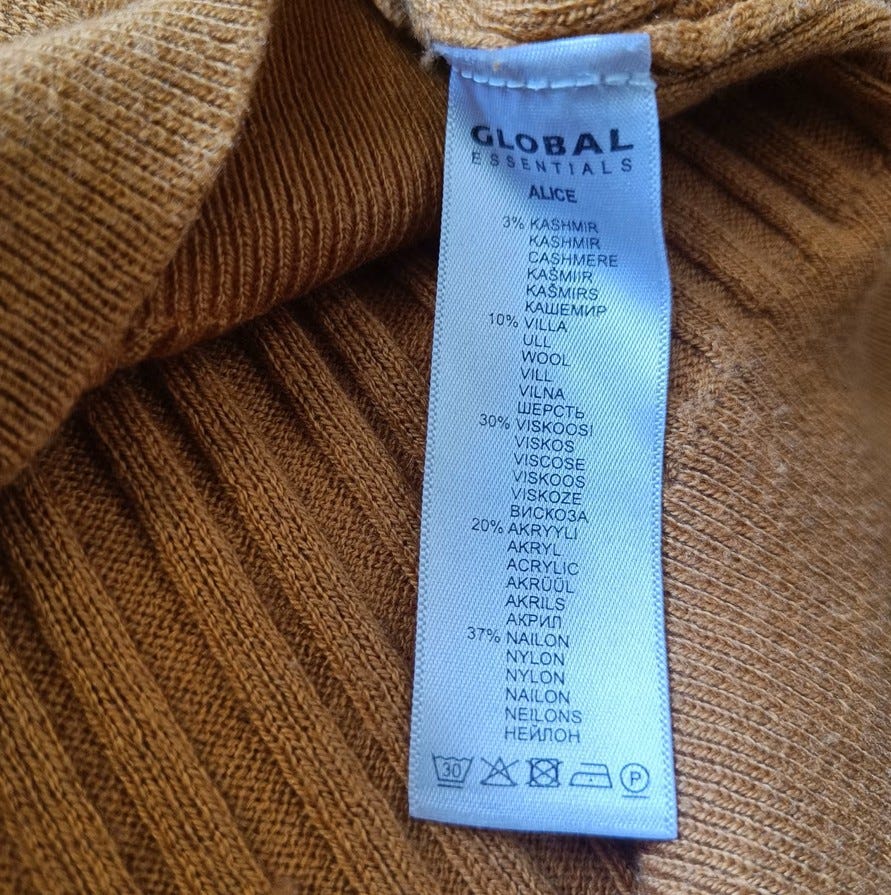 GLOBAL
ESSENTIALS
ALICE
3% KASHMIR
KASHMIR
CASHMERE
KAŠMIIR
KAŠMIRS
КАШЕМИР
10% VILLA
ULL
WOOL
VILL
VILNA
ШЕРСТЬ
30% VISKOOSI
VISKOS
VISCOSE
VISKOOS
VISKOZE
ВИСКОЗА
20% AKRYYLI
AKRYL
ACRYLIC
AKRÜÜL
AKRILS
АКРИЛ
37% NAILON
NYLON
NYLON
NAILON
NEILONS
НЕЙЛОН
30 P